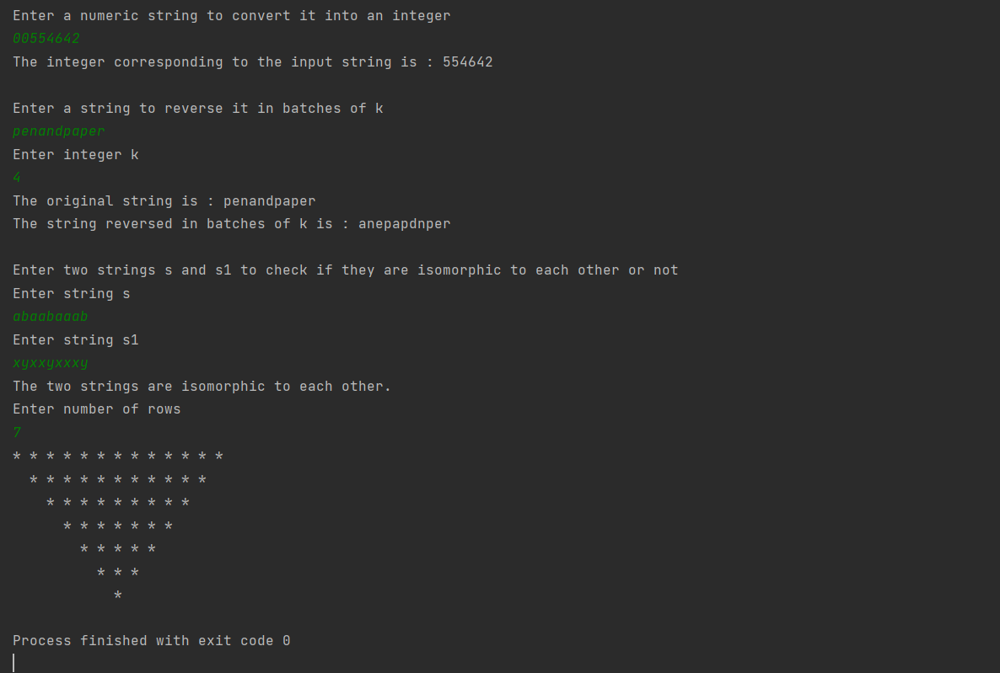 Enter a numeric string to convert it into an integer
00554642
The integer corresponding to the input string is : 554642
Enter a string to reverse it in batches of k
penandpaper
Enter integer k
4
The original string is : penandpaper
The string reversed in batches of k is : anepapdnper
Enter two strings s and s1 to check if they are isomorphic to each other or not
Enter string s
abaabaaab
Enter string s1
xyxxyxxxy
The two strings are isomorphic to each other.
Enter number of rows
7
* * * * * * * * * * * * *
  * * * * * * * * * * *
    * * * * * * * * *
      * * * * * * *
        * * * * *
          * * *
            *
Process finished with exit code 0